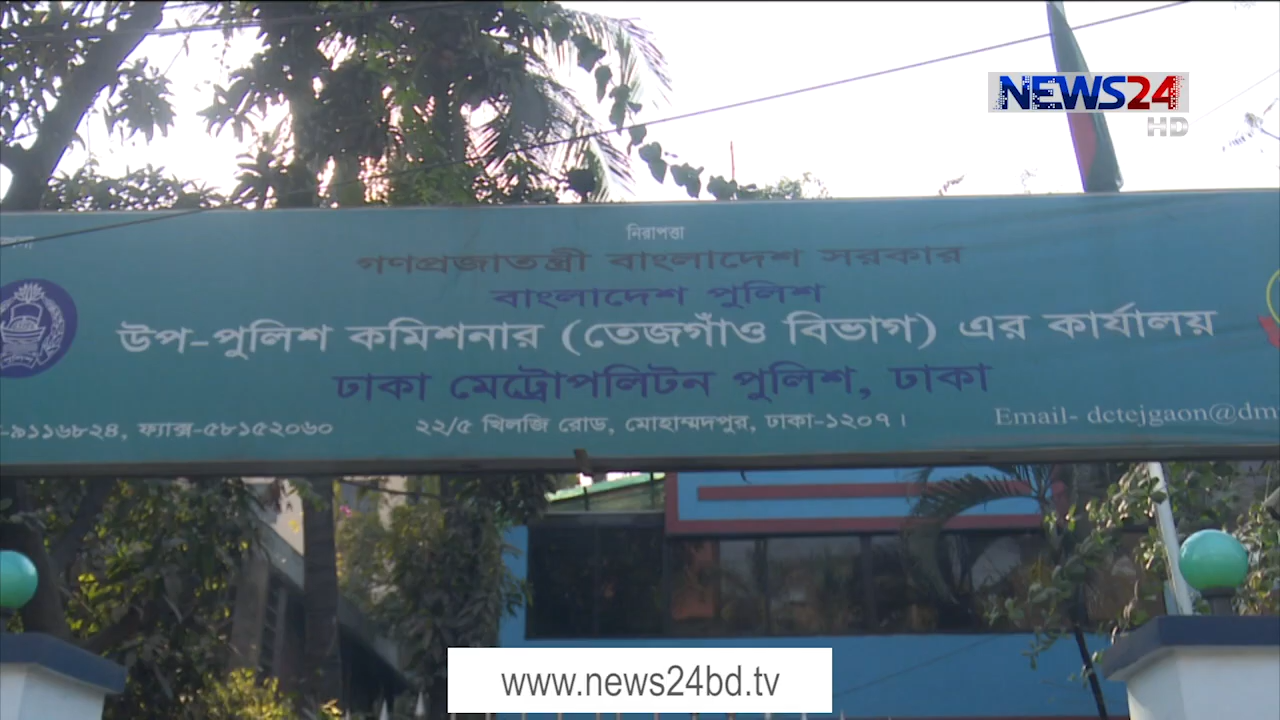 NEWS24
HD
নিরাপত্তা
গণপ্রজাতন্ত্রী বাংলাদেশ সরকার
বাংলাদেশ পুলিশ
উপ-পুলিশ কমিশনার (তেজগাঁও বিভাগ) এর কার্যালয়
ঢাকা মেট্রোপলিটন পুলিশ, ঢাকা
-৯১১৬৮২৪, ফ্যাক্স-৫৮১৫২০৬০ ২২/৫ খিলজি রোড, মোহাম্মদপুর, ঢাকা-১২০৭। Email- dctejgaon@dm
www.news24bd.tv